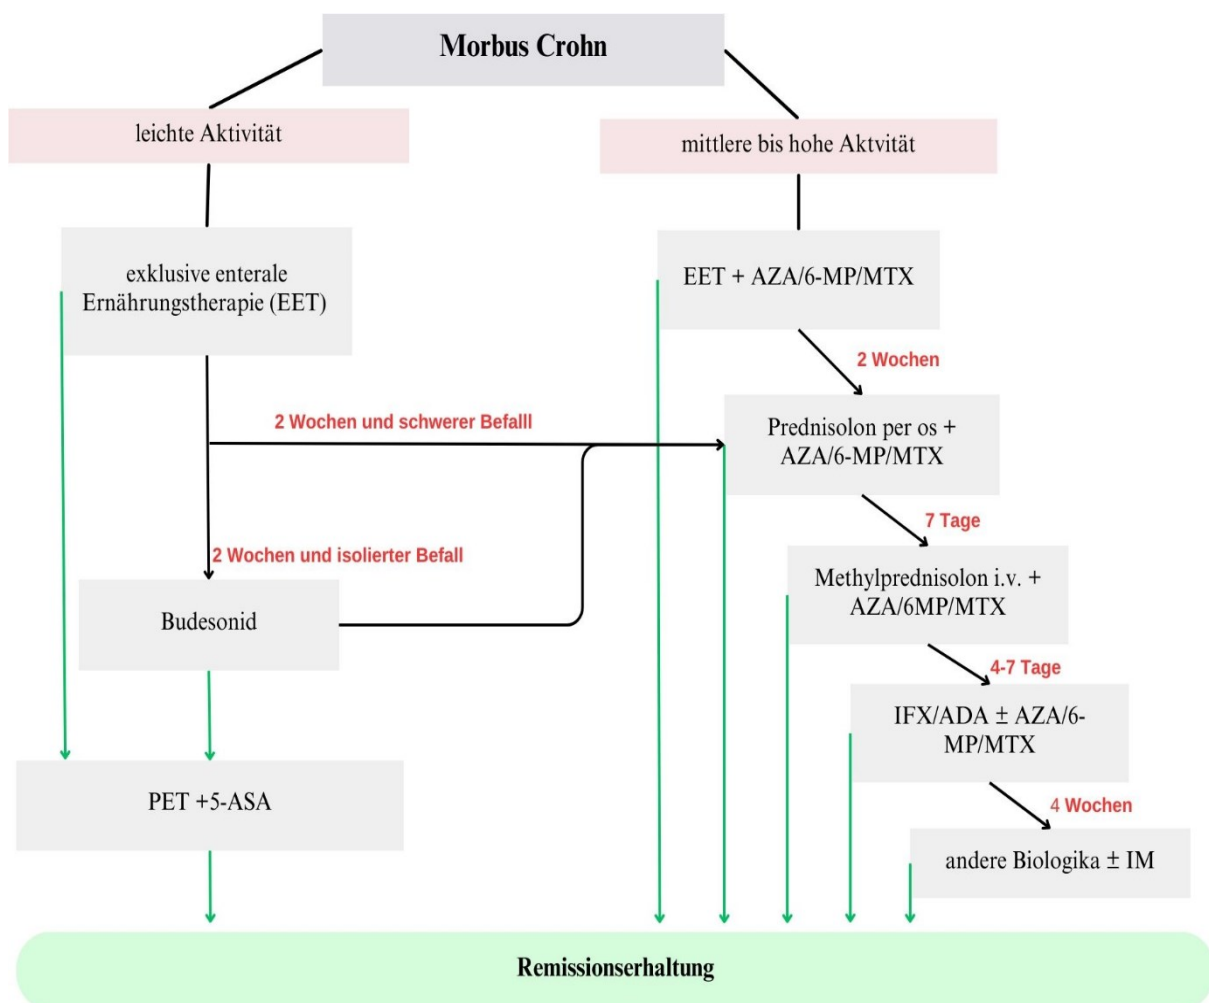 Morbus Crohn
leichte Aktivität
mittlere bis hohe Aktvität
exklusive enterale
Ernährungstherapie (EET)
EET + AZA/6-MP/MTX
2 Wochen
2 Wochen und schwerer Befalll
Prednisolon per os +
AZA/6-MP/MTX
7 Tage
2 Wochen und isolierter Befall
Methylprednisolon i.v. +
AZA/6MP/MTX
Budesonid
4-7 Tage
IFX/ADA ± AZA/6-
MP/MTX
PET +5-ASA
4 Wochen
andere Biologika ± IM
Remissionserhaltung